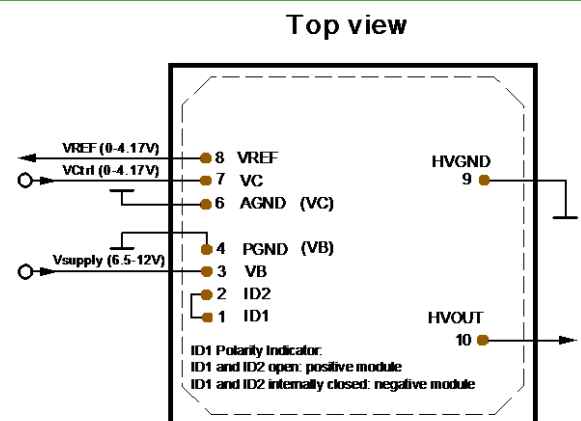 Top view
VREF (0-4.17V)
8 VREF
VCtrl (0-4.17V)
7 VC
6 AGND (VC)
4 PGND (VB)
Vsupply (6.5-12V)
3 VB
2 ID2
1 ID1
HVGND
9
HVOUT
10
ID1 Polarity Indicator:
ID1 and ID2 open: positive module
ID1 and ID2 internally closed: negative module